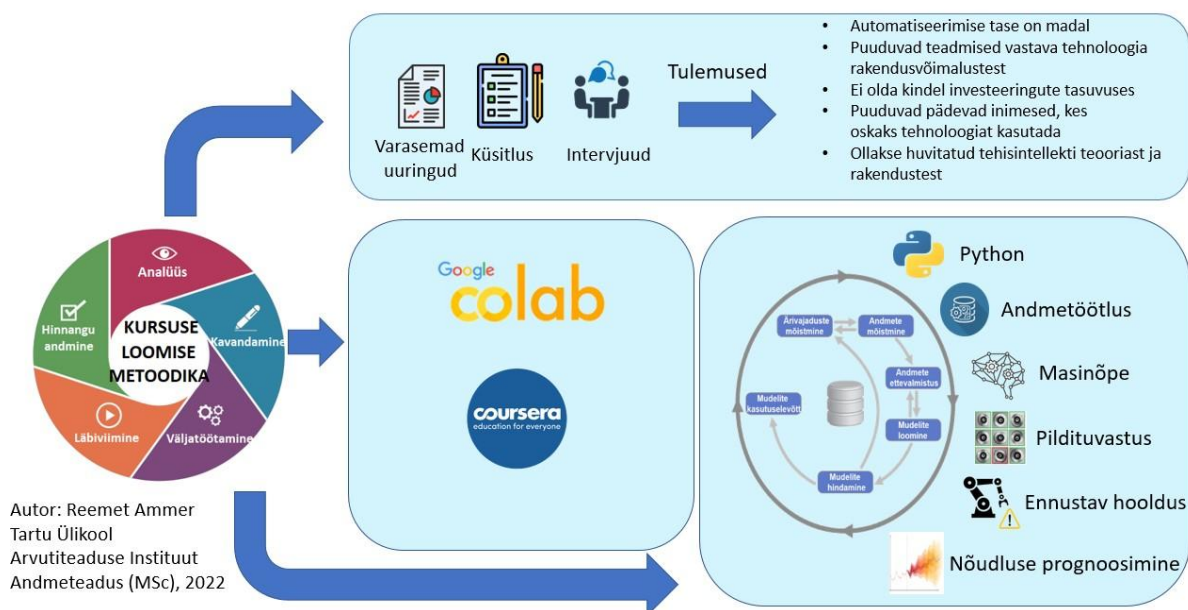 Varasemad
uuringud
Küsitlus
Intervjuud
Tulemused
• Automatiseerimise tase on madal
• Puuduvad teadmised vastava tehnoloogia
rakendusvõimalustest
• Ei olda kindel investeeringute tasuvuses
• Puuduvad pädevad inimesed, kes
oskaks tehnoloogiat kasutada
• Ollakse huvitatud tehisintellekti teooriast ja
rakendustest
Analüüs
Kavandamine
Väljatöötamine
Läbiviimine
Hinnangu
andmine
KURSUSE
LOOMISE
METOODIKA
Google
colab
coursera
education for everyone
Ärivajaduste
mõistmine
Andmete
mõistmine
Andmete
ettevalmistus
Mudelite
loomine
Mudelite
hindamine
Mudelite
kasutuselevõtt
Python
Andmetöötlus
Masinõpe
Pildituvastus
Ennustav hooldus
Nõudluse prognoosimine
Autor: Reemet Ammer
Tartu Ülikool
Arvutiteaduse Instituut
Andmeteadus (MSc), 2022